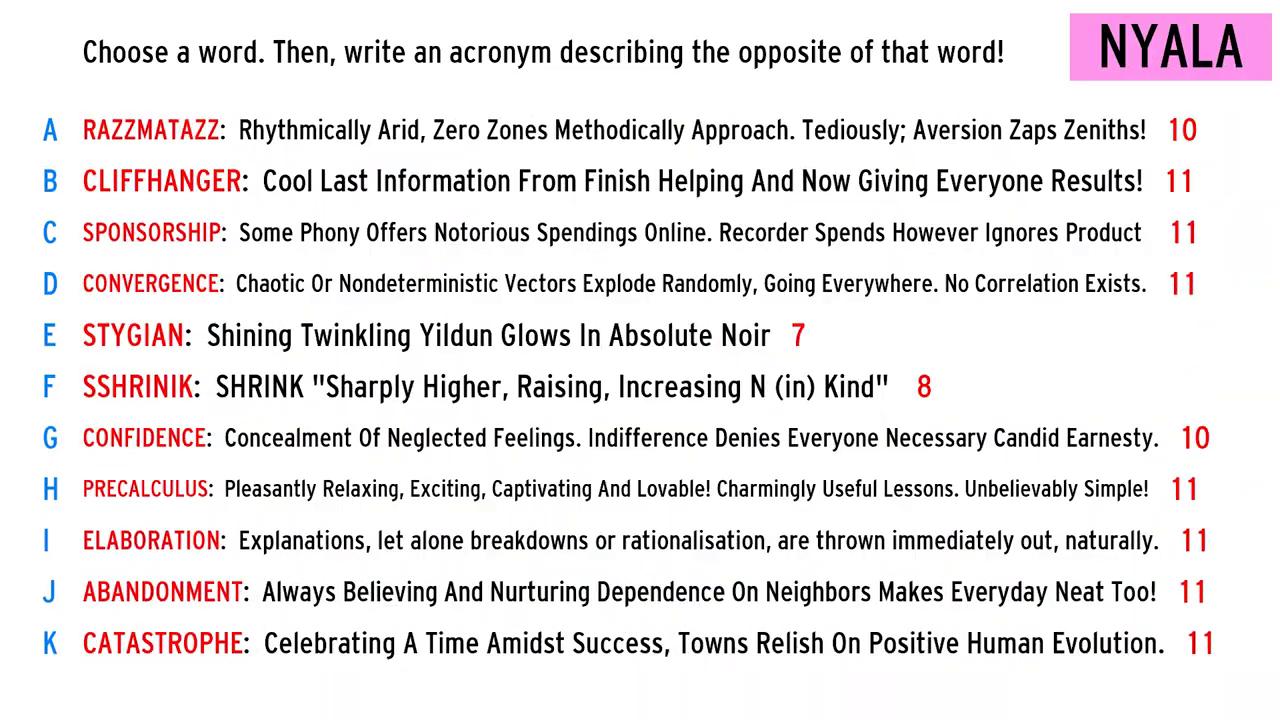 Choose a word. Then, write an acronym describing the opposite of that word!
NYALA
A RAZZMATAZZ: Rhythmically Arid, Zero Zones Methodically Approach. Tediously; Aversion Zaps Zeniths! 10
B CLIFFHANGER: Cool Last Information From Finish Helping And Now Giving Everyone Results! 11
C SPONSORSHIP: Some Phony Offers Notorious Spendings Online. Recorder Spends However Ignores Product 11
D CONVERGENCE: Chaotic Or Nondeterministic Vectors Explode Randomly, Going Everywhere. No Correlation Exists. 11
E STYGIAN: Shining Twinkling Yildun Glows In Absolute Noir 7
F SSHRINIK: SHRINK "Sharply Higher, Raising, Increasing N (in) Kind" 8
G CONFIDENCE: Concealment Of Neglected Feelings. Indifference Denies Everyone Necessary Candid Earnesty. 10
H PRECALCULUS: Pleasantly Relaxing, Exciting, Captivating And Lovable! Charmingly Useful Lessons. Unbelievably Simple! 11
I ELABORATION: Explanations, let alone breakdowns or rationalisation, are thrown immediately out, naturally. 11
J ABANDONMENT: Always Believing And Nurturing Dependence On Neighbors Makes Everyday Neat Too! 11
K CATASTROPHE: Celebrating A Time Amidst Success, Towns Relish On Positive Human Evolution. 11